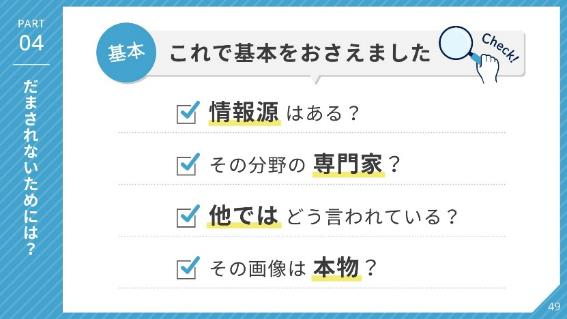 PART
04
だまされないためには？
基本
これで基本をおさえました
Check!
情報源 はある？
その分野の 専門家？
他では どう言われている？
その画像は 本物？
49